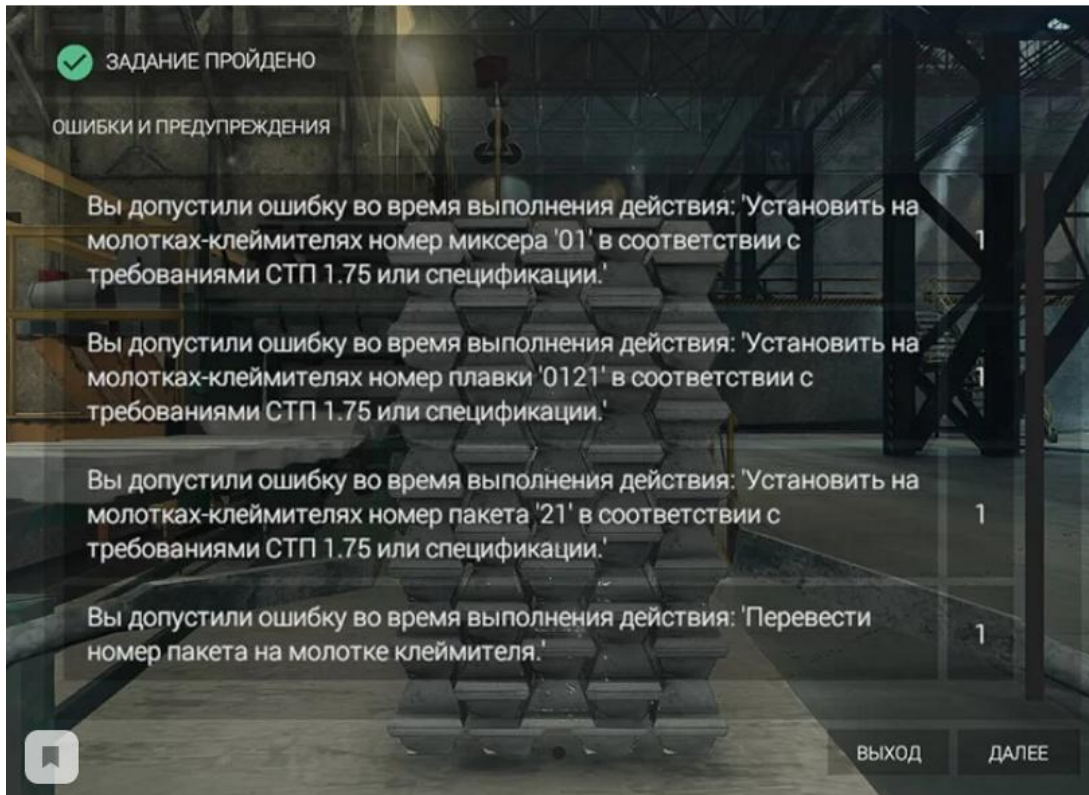 ЗАДАНИЕ ПРОЙДЕНО
ОШИБКИ И ПРЕДУПРЕЖДЕНИЯ
Вы допустили ошибку во время выполнения действия: 'Установить на
молотках-клеймителях номер миксера '01' в соответствии с
требованиями СТП 1.75 или спецификации.'
1
Вы допустили ошибку во время выполнения действия: 'Установить на
молотках-клеймителях номер плавки '0121' в соответствии с
требованиями СТП 1.75 или спецификации.'
1
Вы допустили ошибку во время выполнения действия: 'Установить на
молотках-клеймителях номер пакета '21' в соответствии с
требованиями СТП 1.75 или спецификации.'
1
Вы допустили ошибку во время выполнения действия: 'Перевести
номер пакета на молотке клеймителя.'
1
ВЫХОД
ДАЛЕЕ